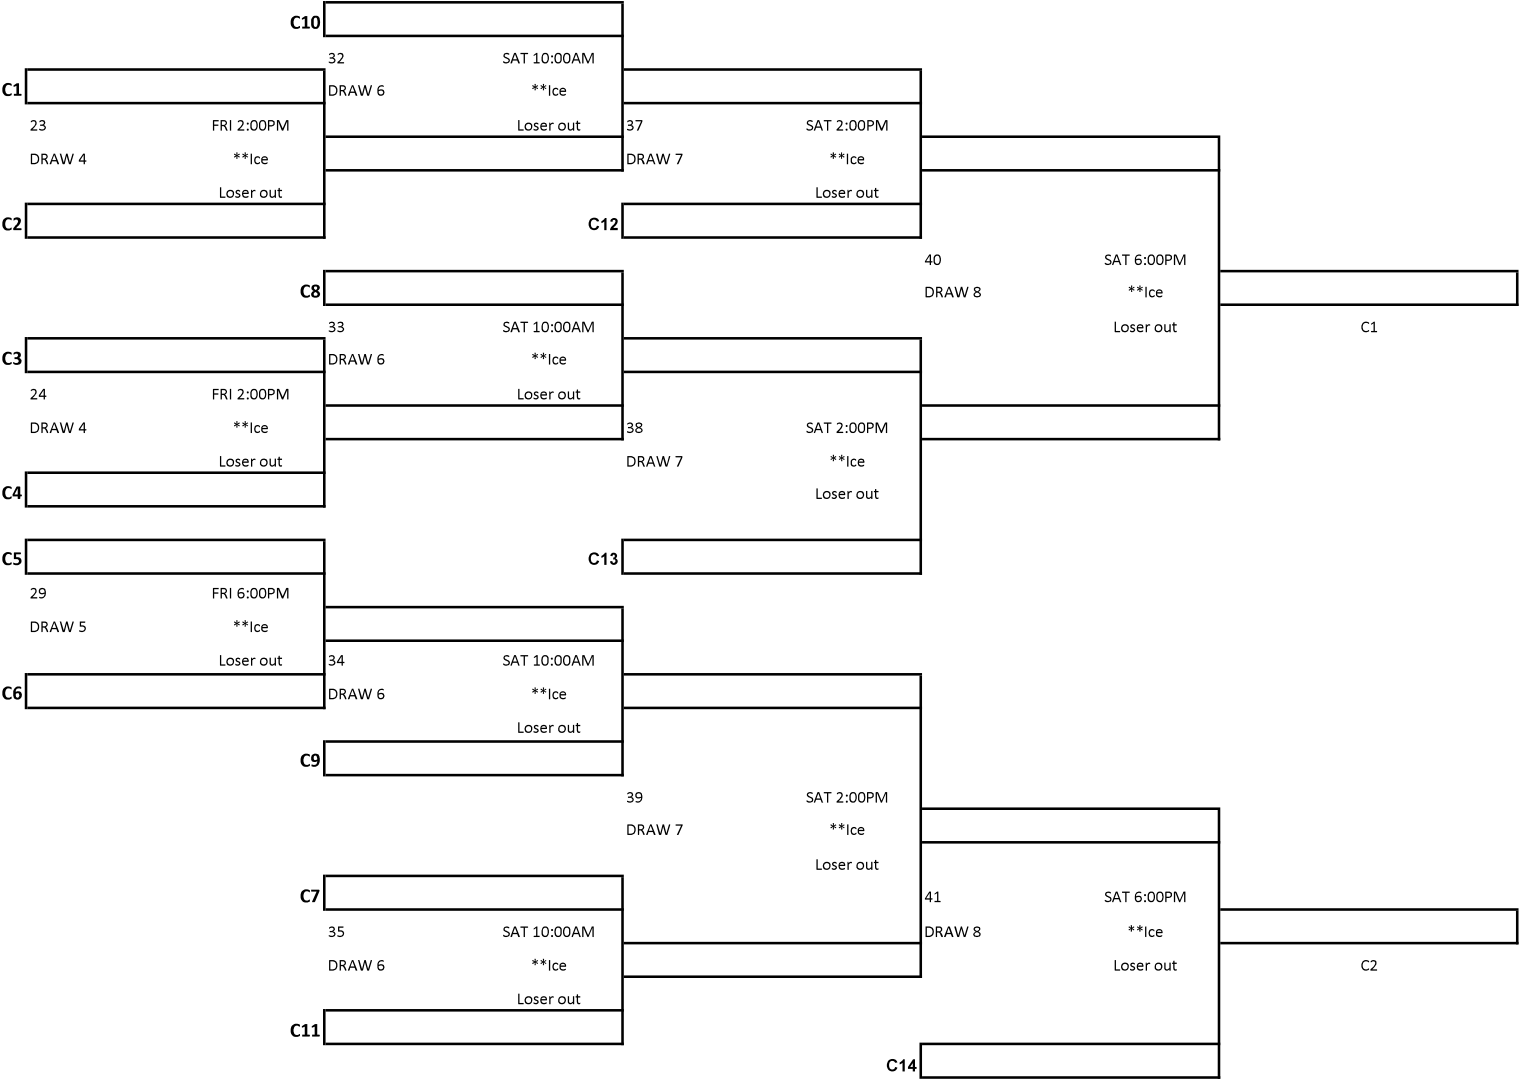 C10
32 SAT 10:00AM
C1 DRAW 6 **Ice
23 FRI 2:00PM Loser out 37 SAT 2:00PM
DRAW 4 **Ice DRAW 7 **Ice
Loser out Loser out
C2 C12
40 SAT 6:00PM
C8 DRAW 8 **Ice
33 SAT 10:00AM Loser out C1
C3 DRAW 6 **Ice
24 FRI 2:00PM Loser out
DRAW 4 **Ice 38 SAT 2:00PM
Loser out DRAW 7 **Ice
C4 Loser out
C5 C13
29 FRI 6:00PM
DRAW 5 **Ice
Loser out 34 SAT 10:00AM
C6 DRAW 6 **Ice
Loser out
C9
39 SAT 2:00PM
DRAW 7 **Ice
Loser out
C7 41 SAT 6:00PM
35 SAT 10:00AM DRAW 8 **Ice
DRAW 6 **Ice Loser out C2
Loser out
C11
C14